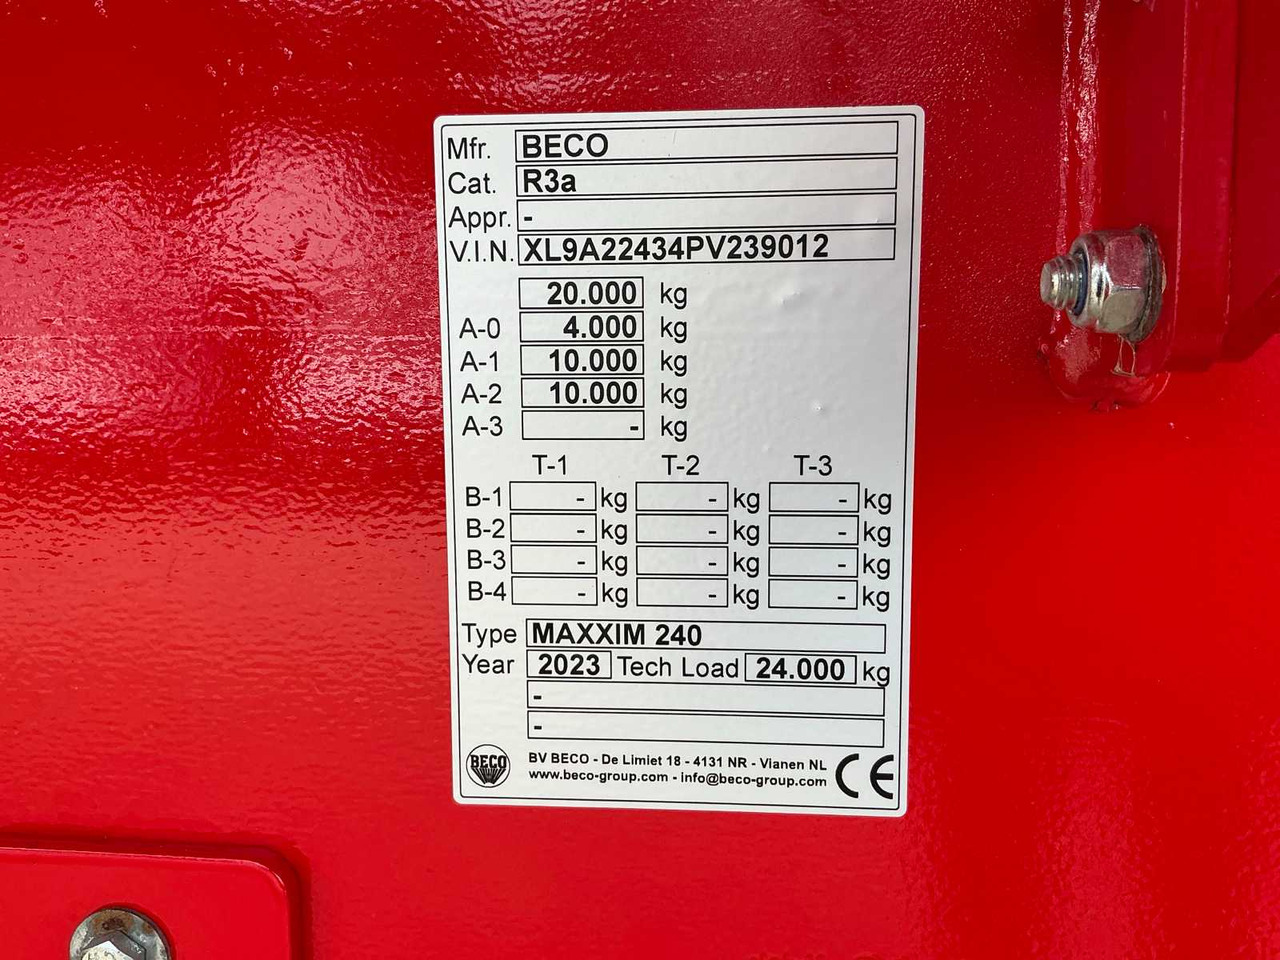 Mfr. BECO
Cat. R3a
Appr. -
V.I.N. XL9A22434PV239012
20.000 kg
A-0 4.000 kg
A-1 10.000 kg
A-2 10.000 kg
A-3 - kg
T-1 T-2 T-3
B-1 - kg - kg - kg
B-2 - kg - kg - kg
B-3 - kg - kg - kg
B-4 - kg - kg - kg
Type MAXXIM 240
Year 2023 Tech Load 24.000 kg
-
-
BECO
BV BECO - De Limiet 18 - 4131 NR - Vianen NL
www.beco-group.com - info@beco-group.com
CE